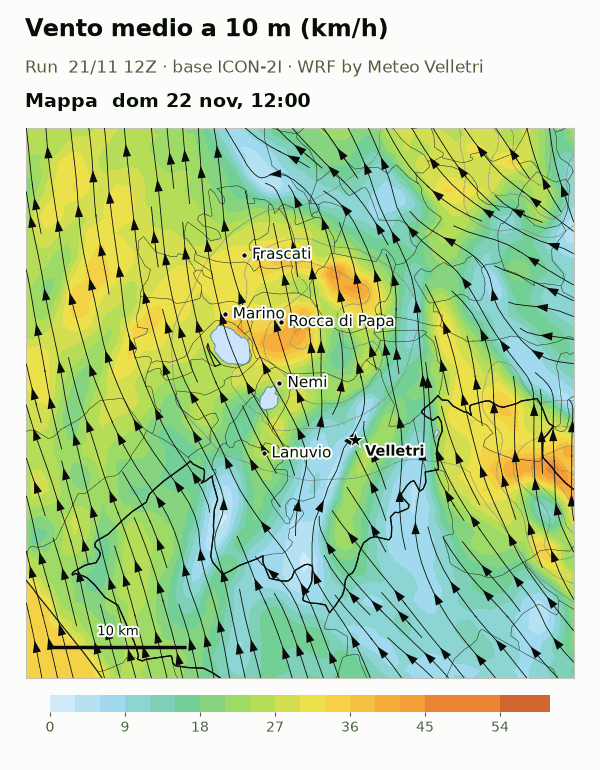 Vento medio a 10 m (km/h)
Run  21/11 12Z · base ICON-2I · WRF by Meteo Velletri
Mappa  dom 22 nov, 12:00
Frascati
Marino
Rocca di Papa
Nemi
Velletri
Lanuvio
10 km
0 9 18 27 36 45 54